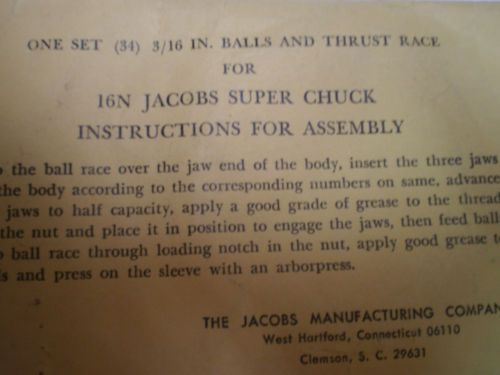 ONE SET (34) 3/16 IN. BALLS AND THRUST RACE
FOR
16N JACOBS SUPER CHUCK
INSTRUCTIONS FOR ASSEMBLY
the ball race over the jaw end of the body, insert the three jaws
the body according to the corresponding numbers on same, advance
jaws to half capacity, apply a good grade of grease to the thread
the nut and place it in position to engage the jaws, then feed ball
ball race through loading notch in the nut, apply good grease t
and press on the sleeve with an arborpress.
THE JACOBS MANUFACTURING COMPAN
West Hartford, Connecticut 06110
Clemson, S. C. 29631